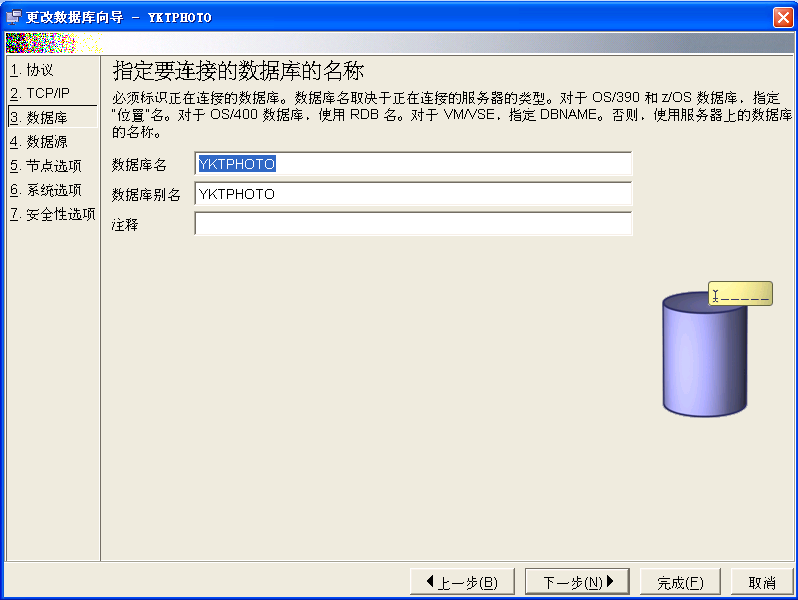 更改数据库向导 - YKTPHOTO
1. 协议
2. TCP/IP
3. 数据库
4. 数据源
5. 节点选项
6. 系统选项
7. 安全性选项
指定要连接的数据库的名称
必须标识正在连接的数据库。数据库名取决于正在连接的服务器的类型。对于 OS/390 和 z/OS 数据库，指定
“位置”名。对于 OS/400 数据库，使用 RDB 名。对于 VM/VSE，指定 DBNAME。否则，使用服务器上的数据库
的名称。
数据库名 YKTPHOTO
数据库别名 YKTPHOTO
注释
上一步(B) 下一步(N) 完成(F) 取消